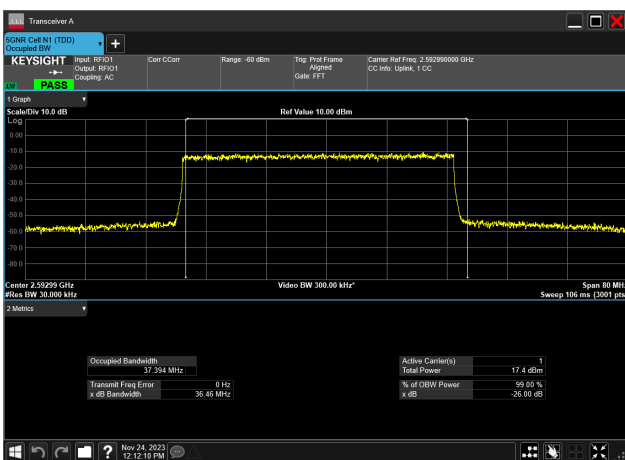 Transceiver A
5GNR Cell N1 (TDD)
Occupied BW
KEYSIGHT
Input: RFIO1
Output: RFIO1
Coupling: AC
Corr CCorr
Range: -60 dBm
Trig: Prot Frame
Aligned
Gate: FFT
Carrier Ref Freq: 2.592990000 GHz
CC Info: Uplink, 1 CC
PASS
1 Graph
Scale/Div 10.0 dB
Ref Value 10.00 dBm
Log
0.00
-10.0
-20.0
-30.0
-40.0
-50.0
-60.0
-70.0
-80.0
Center 2.59299 GHz
Video BW 300.00 kHz*
Span 80 MH
#Res BW 30.000 kHz
Sweep 106 ms (3001 pts
2 Metrics
Occupied Bandwidth
37.394 MHz
Transmit Freq Error 0 Hz
x dB Bandwidth 36.46 MHz
Active Carrier(s) 1
Total Power 17.4 dBm
% of OBW Power 99.00 %
x dB -26.00 dB
?
Nov 24, 2023
12:12:10 PM